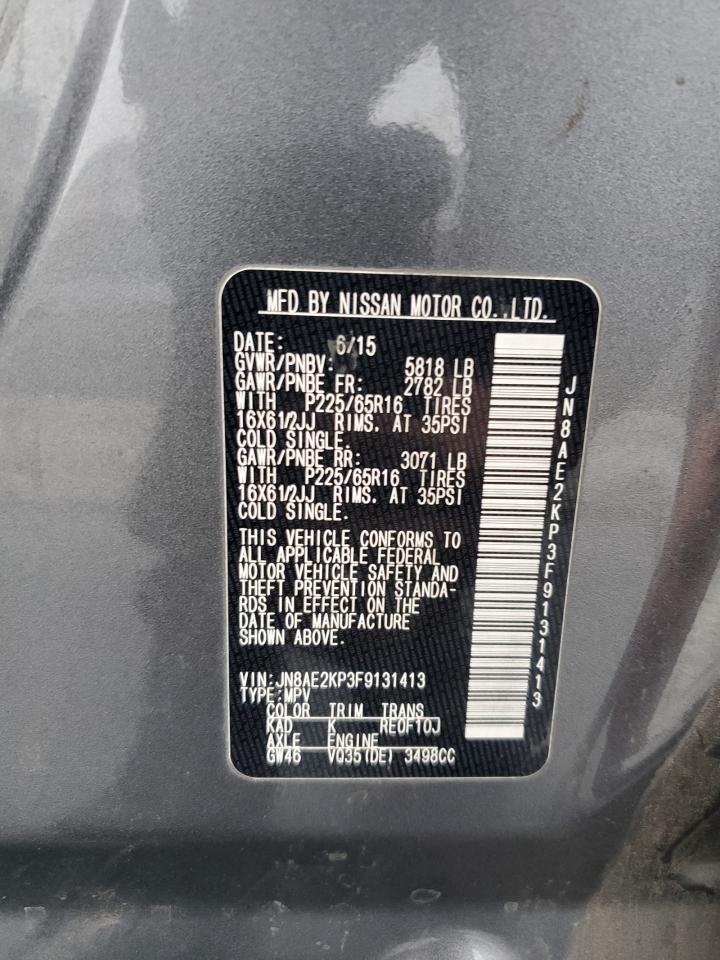 MFD BY NISSAN MOTOR CO.,LTD.
DATE: 6/15
GVWR/PNBV: 5818 LB
GAWR/PNBE FR: 2782 LB
WITH P225/65R16 TIRES
16X61/2JJ RIMS. AT 35PSI
COLD SINGLE.
GAWR/PNBE RR: 3071 LB
WITH P225/65R16 TIRES
16X61/2JJ RIMS. AT 35PSI
COLD SINGLE.
THIS VEHICLE CONFORMS TO
ALL APPLICABLE FEDERAL
MOTOR VEHICLE SAFETY AND
THEFT PREVENTION STANDA-
RDS IN EFFECT ON THE
DATE OF MANUFACTURE
SHOWN ABOVE.
VIN:JN8AE2KP3F9131413
TYPE:MPV
COLOR TRIM TRANS
KAD K RE0F10J
AXLE ENGINE
GW46 VQ35(DE) 3498CC
JN8AE2KP3F9131413